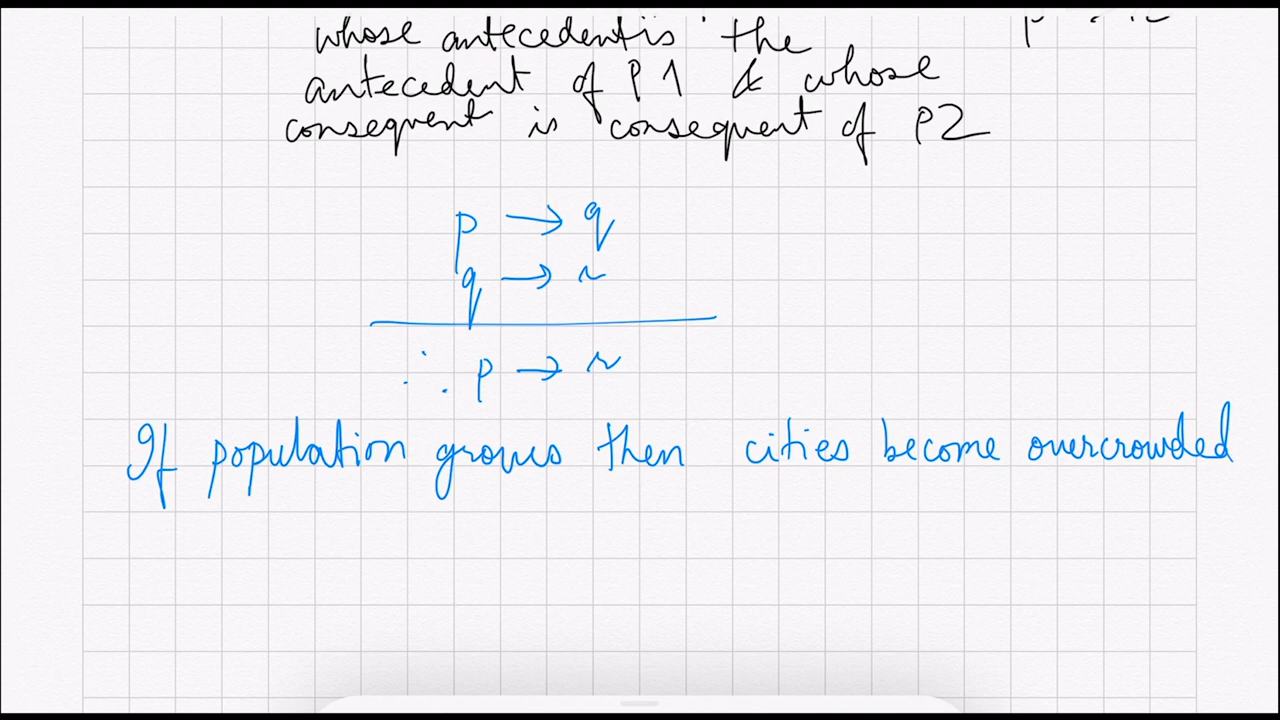 whose antecedent is the
antecedent of P1 & whose
consequent is consequent of P2
p → q
q → r
∴ p → r
If population grows then cities become overcrowded